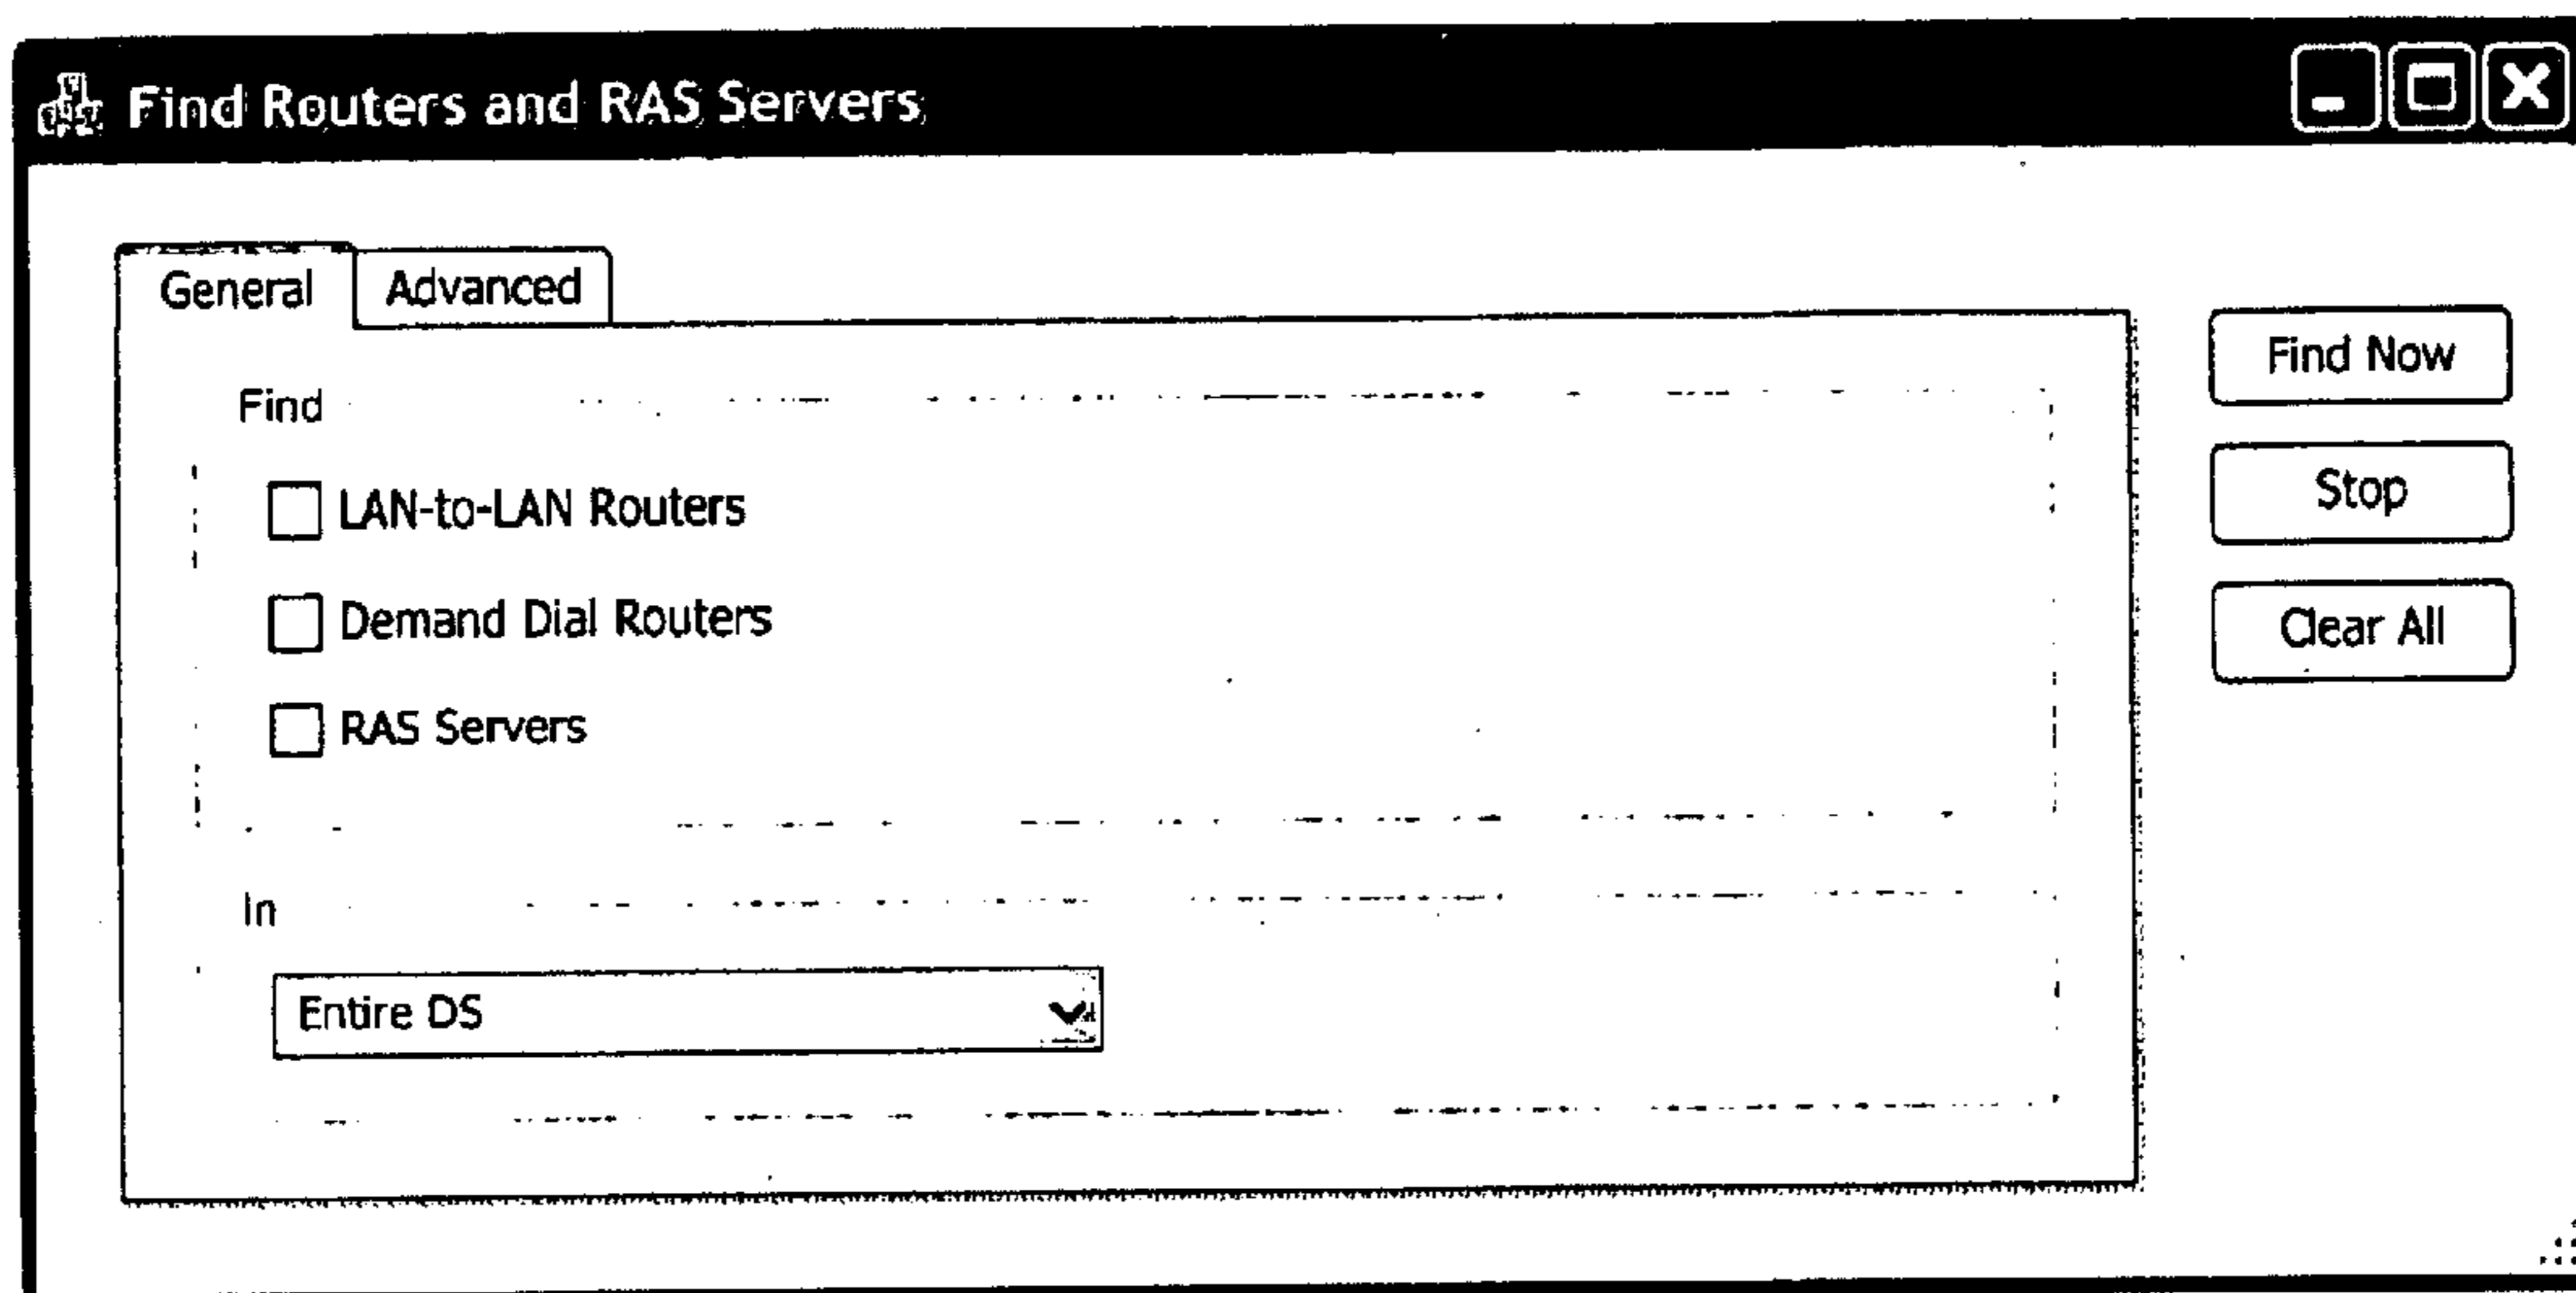 Find Routers and RAS Servers
General
Advanced
Find
LAN-to-LAN Routers
Demand Dial Routers
RAS Servers
In
Entire DS
Find Now
Stop
Clear All